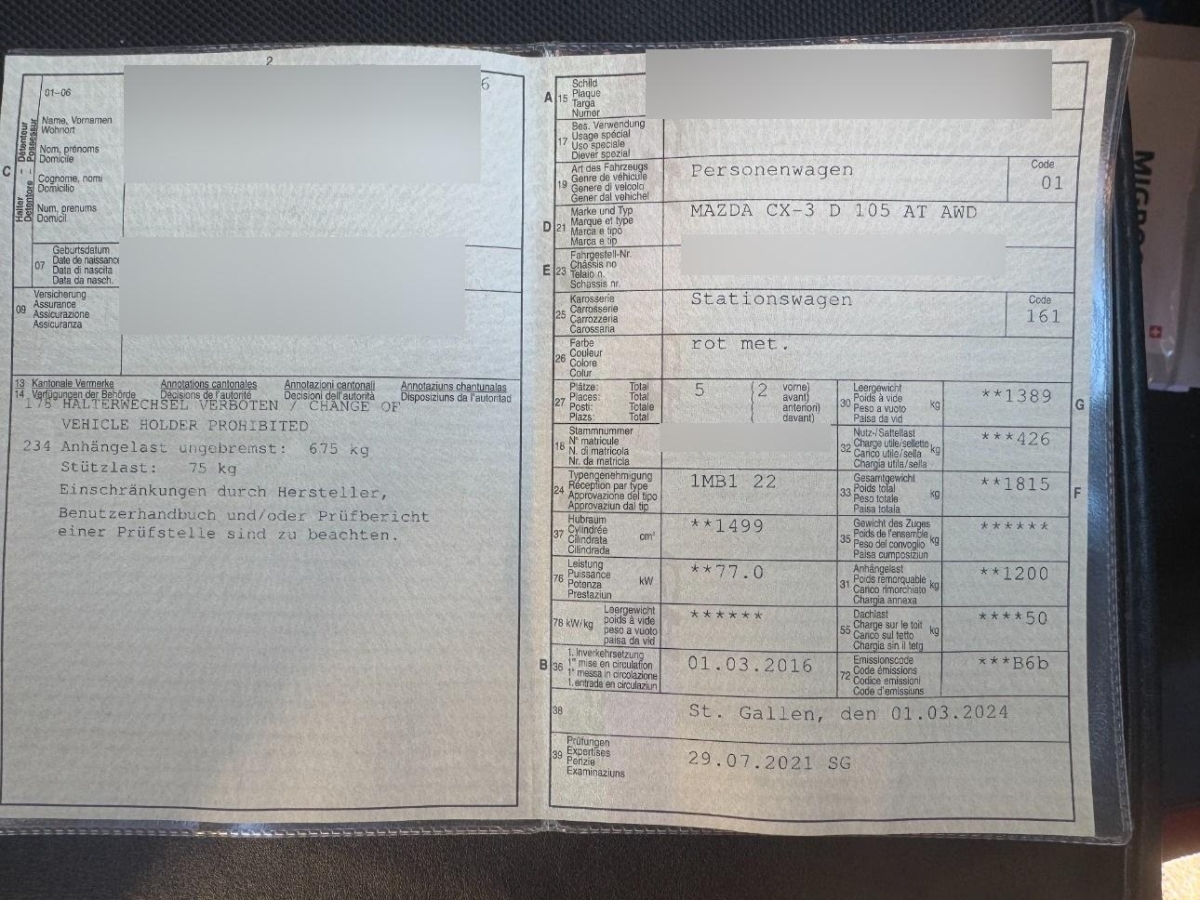 2
6
C
Halter - Détenteur
Detentore - Possessur
01-06
Name, Vornamen
Wohnort
Nom, prénoms
Domicile
Cognome, nomi
Domicilio
Num, prenums
Domicil
07
Geburtsdatum
Date de naissance
Data di nascita
Data da nasch.
09
Versicherung
Assurance
Assicurazione
Assicuranza
13 Kantonale Vermerke Annotations cantonales Annotazioni cantonali Annotaziuns chantunalas
14 Verfügungen der Behörde Décisions de l'autorité Decisioni dell'autorità Disposiziuns da l'autoritad
178 HALTERWECHSEL VERBOTEN / CHANGE OF
VEHICLE HOLDER PROHIBITED
234 Anhängelast ungebremst: 675 kg
Stützlast: 75 kg
Einschränkungen durch Hersteller,
Benutzerhandbuch und/oder Prüfbericht
einer Prüfstelle sind zu beachten.
A 15
Schild
Plaque
Targa
Numer
17
Bes. Verwendung
Usage spécial
Uso speciale
Diever spezial
19
Art des Fahrzeugs
Genre de véhicule
Genere di veicolo
Gener dal vehichel
Personenwagen
Code
01
D 21
Marke und Typ
Marque et type
Marca e tipo
Marca e tip
MAZDA CX-3 D 105 AT AWD
E 23
Fahrgestell-Nr.
Châssis no
Telaio n.
Schassis nr.
25
Karosserie
Carrosserie
Carrozzeria
Carossaria
Stationswagen
Code
161
26
Farbe
Couleur
Colore
Colur
rot met.
27
Plätze: Total
Places: Total
Posti: Totale
Plazs: Total
5 (2 vorne)
( avant)
( anteriori)
( davant)
30
Leergewicht
Poids à vide
Peso a vuoto
Paisa da vid
kg
**1389
G
18
Stammnummer
N° matricule
N. di matricola
Nr. da matricla
32
Nutz-/Sattellast
Charge utile/sellette
Carico utile/sella
Chargia utila/sella
kg
***426
24
Typengenehmigung
Réception par type
Approvazione del tipo
Approvaziun dal tip
1MB1 22
33
Gesamtgewicht
Poids total
Peso totale
Paisa totala
kg
**1815
F
37
Hubraum
Cylindrée
Cilindrata
Cilindrada
cm³
**1499
35
Gewicht des Zuges
Poids de l'ensemble
Peso del convoglio
Paisa cumposiziun
kg
******
76
Leistung
Puissance
Potenza
Prestaziun
kW
**77.0
31
Anhängelast
Poids remorquable
Carico rimorchiato
Chargia annexa
kg
**1200
78 kW/kg
Leergewicht
poids à vide
peso a vuoto
paisa da vid
******
55
Dachlast
Charge sur le toit
Carico sul tetto
Chargia sin il tetg
kg
****50
B 36
1. Inverkehrsetzung
1re mise en circulation
1a messa in circolazione
1. entrada en circulaziun
01.03.2016
72
Emissionscode
Code émissions
Codice emissioni
Code d'emissiuns
***B6b
38
St. Gallen, den 01.03.2024
39
Prüfungen
Expertises
Perizie
Examinaziuns
29.07.2021 SG